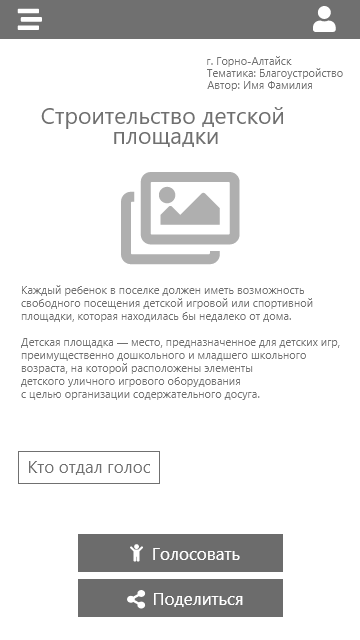 г. Горно-Алтайск
Тематика: Благоустройство
Автор: Имя Фамилия
Строительство детской
площадки
Каждый ребенок в поселке должен иметь возможность
свободного посещения детской игровой или спортивной
площадки, которая находилась бы недалеко от дома.
Детская площадка — место, предназначенное для детских игр,
преимущественно дошкольного и младшего школьного
возраста, на которой расположены элементы
детского уличного игрового оборудования
с целью организации содержательного досуга.
Кто отдал голос
Голосовать
Поделиться